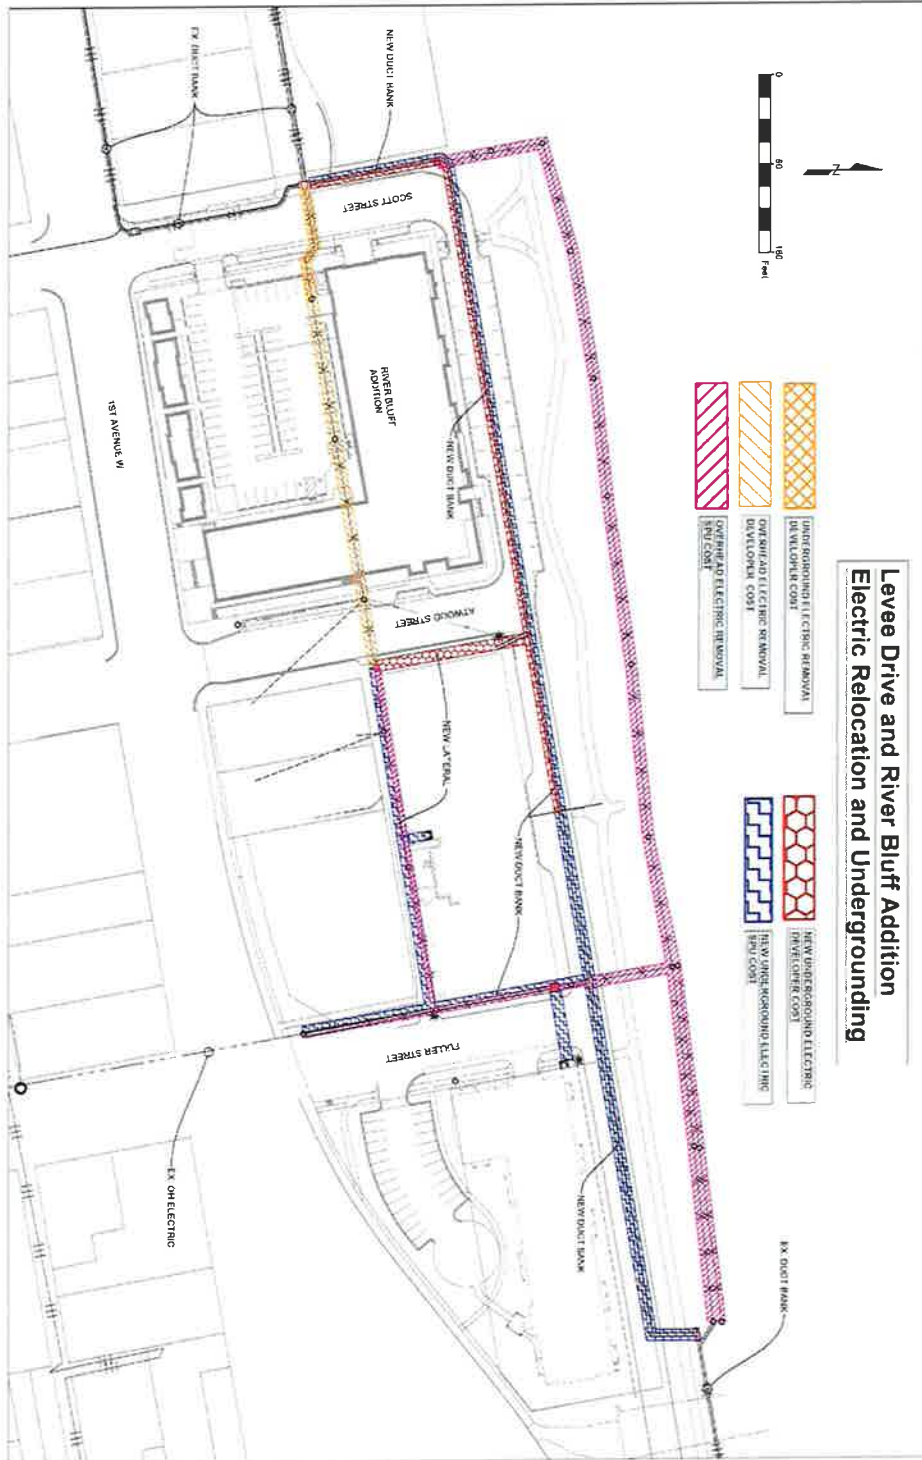 Levee Drive and River Bluff Addition
Electric Relocation and Undergrounding
UNDERGROUND ELECTRIC REMOVAL
DEVELOPER COST
OVERHEAD ELECTRIC REMOVAL
DEVELOPER COST
OVERHEAD ELECTRIC REMOVAL
SPU COST
NEW UNDERGROUND ELECTRIC
DEVELOPER COST
NEW UNDERGROUND ELECTRIC
SPU COST
0
80
160
Feet
N
EX. DUCT BANK
NEW DUCT BANK
SCOTT STREET
RIVER BLUFF
ADDITION
NEW DUCT BANK
1ST AVENUE W
ATWOOD STREET
NEW LATERAL
NEW DUCT BANK
FULLER STREET
NEW DUCT BANK
EX. DUCT BANK
EX. OH ELECTRIC